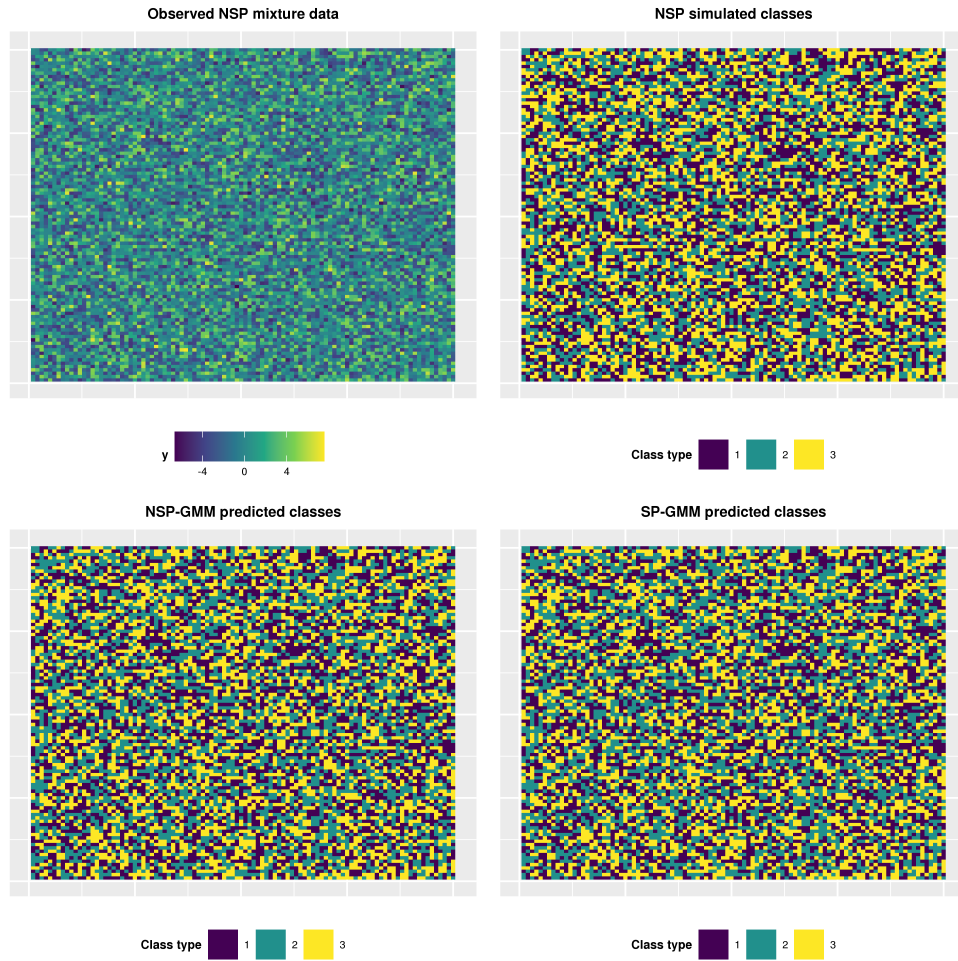 Observed NSP mixture data
NSP simulated classes
y
-4 0 4
Class type 1 2 3
NSP-GMM predicted classes
SP-GMM predicted classes
Class type 1 2 3
Class type 1 2 3